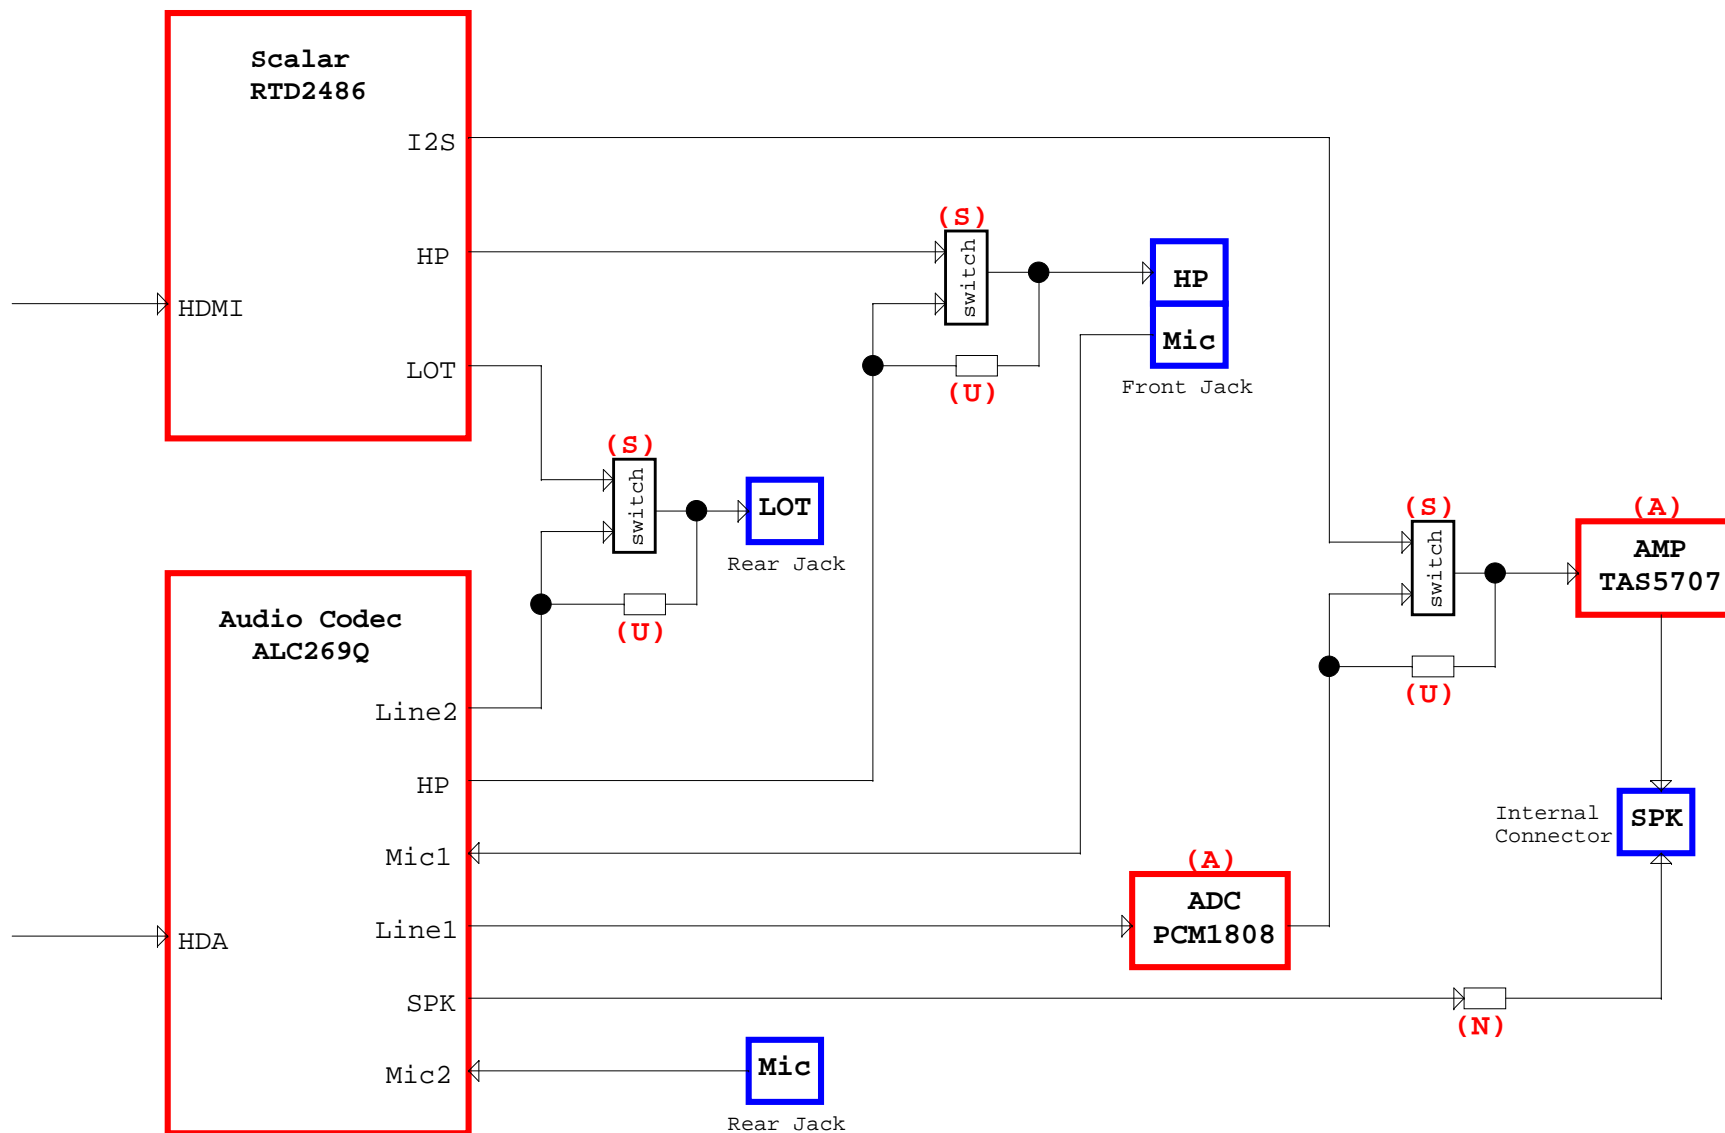 Scalar
RTD2486
I2S
(S)
HP
switch
HP
HDMI
Mic
LOT
(U)
Front Jack
(S)
switch
LOT
(S)
(A)
Rear Jack
switch
AMP
TAS5707
Audio Codec
ALC269Q
(U)
(U)
Line2
HP
Internal
Connector
SPK
Mic1
(A)
ADC
PCM1808
Line1
HDA
SPK
(N)
Mic2
Mic
Rear Jack